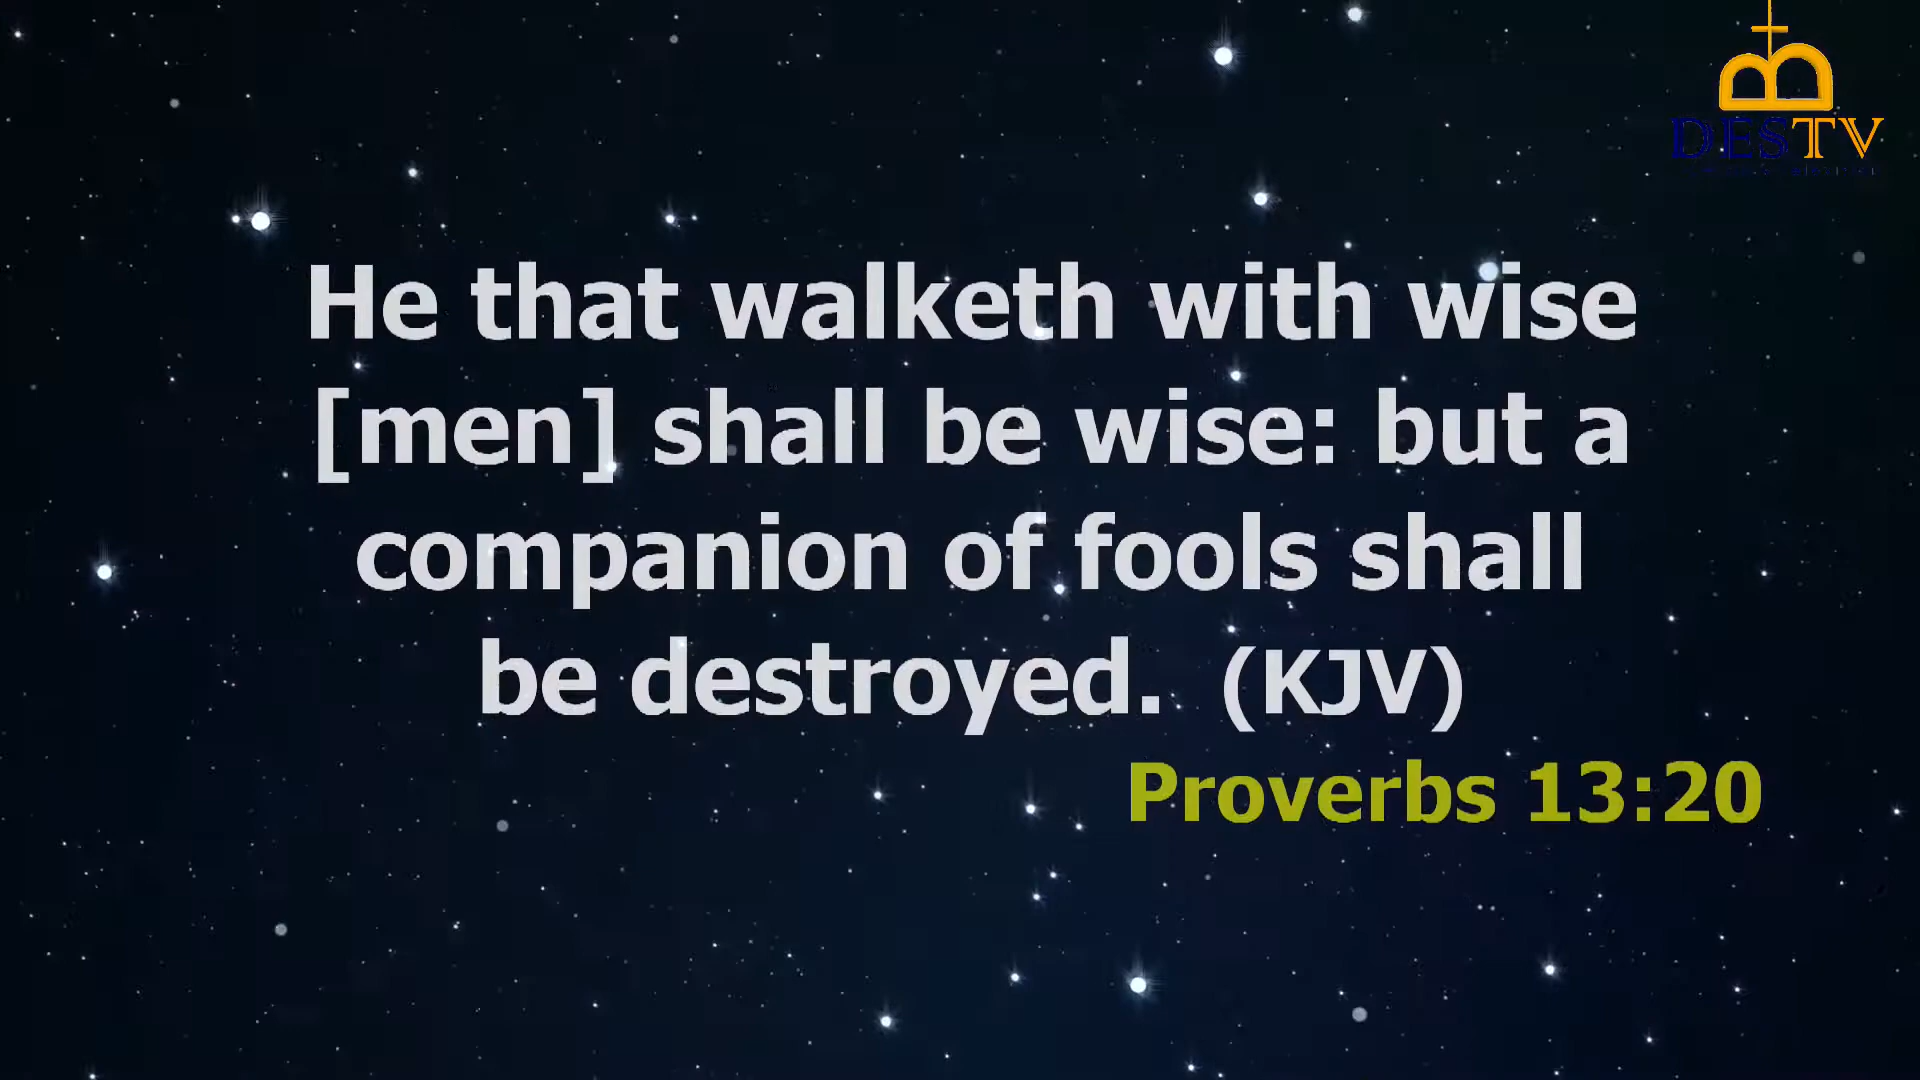 DESTV
He that walketh with wise
[men] shall be wise: but a
companion of fools shall
be destroyed. (KJV)
Proverbs 13:20